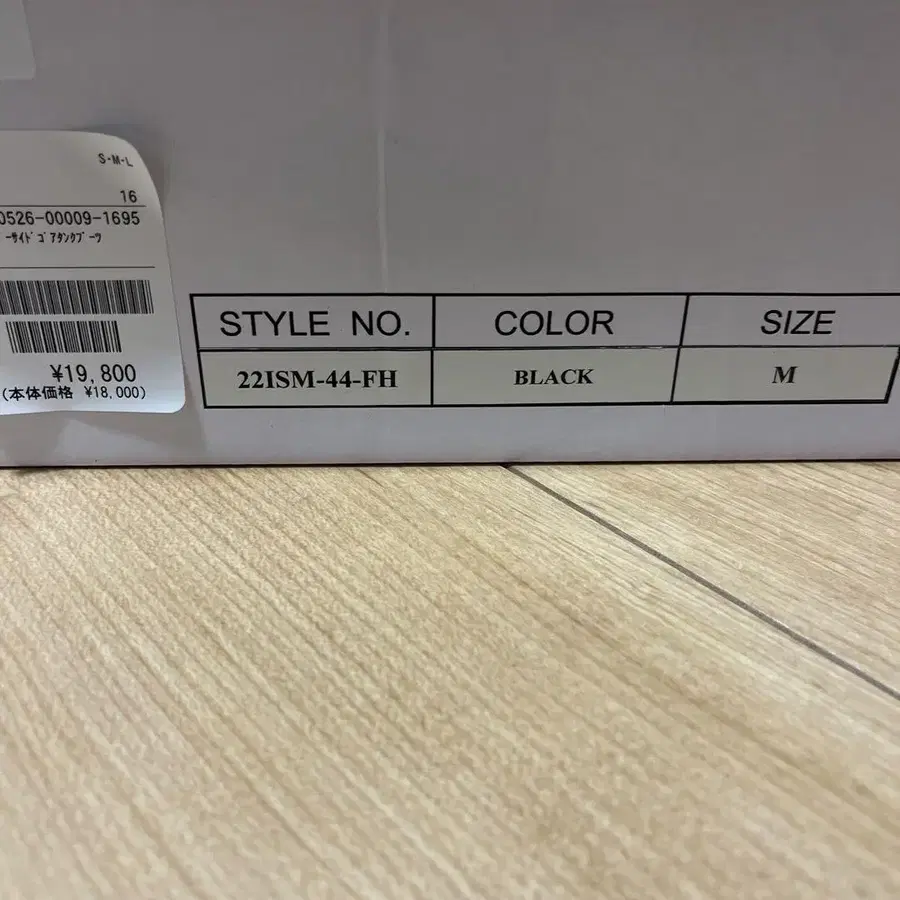 S･M･L
16
0526-00009-1695
ｰｻｲﾄﾞｺﾞｱﾀﾝｸﾌﾞｰﾂ
¥19,800
(本体価格 ¥18,000)
STYLE NO. COLOR SIZE
22ISM-44-FH BLACK M